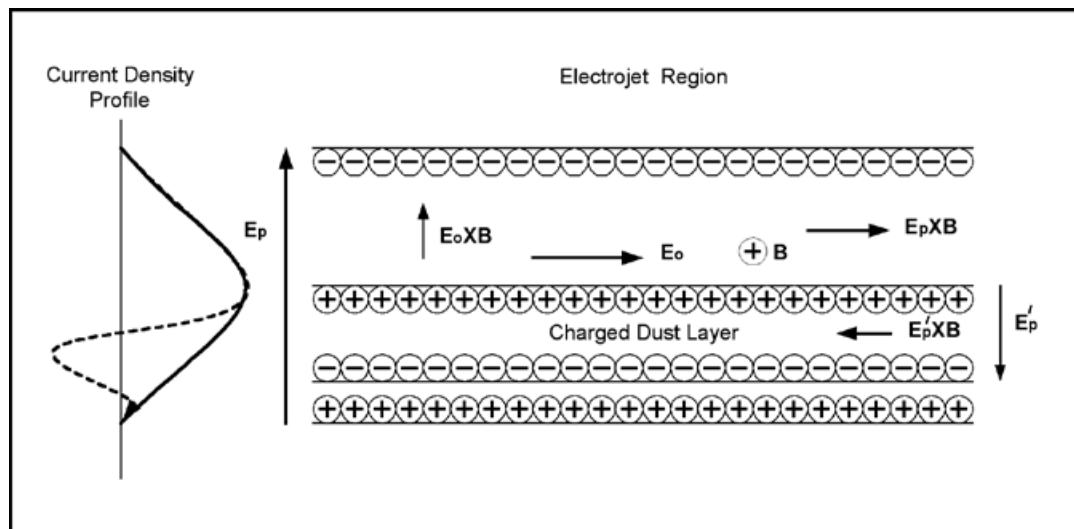 Current Density
Profile
Electrojet Region
Ep
EoXB
Eo
B
EpXB
Charged Dust Layer
E′pXB
E′p